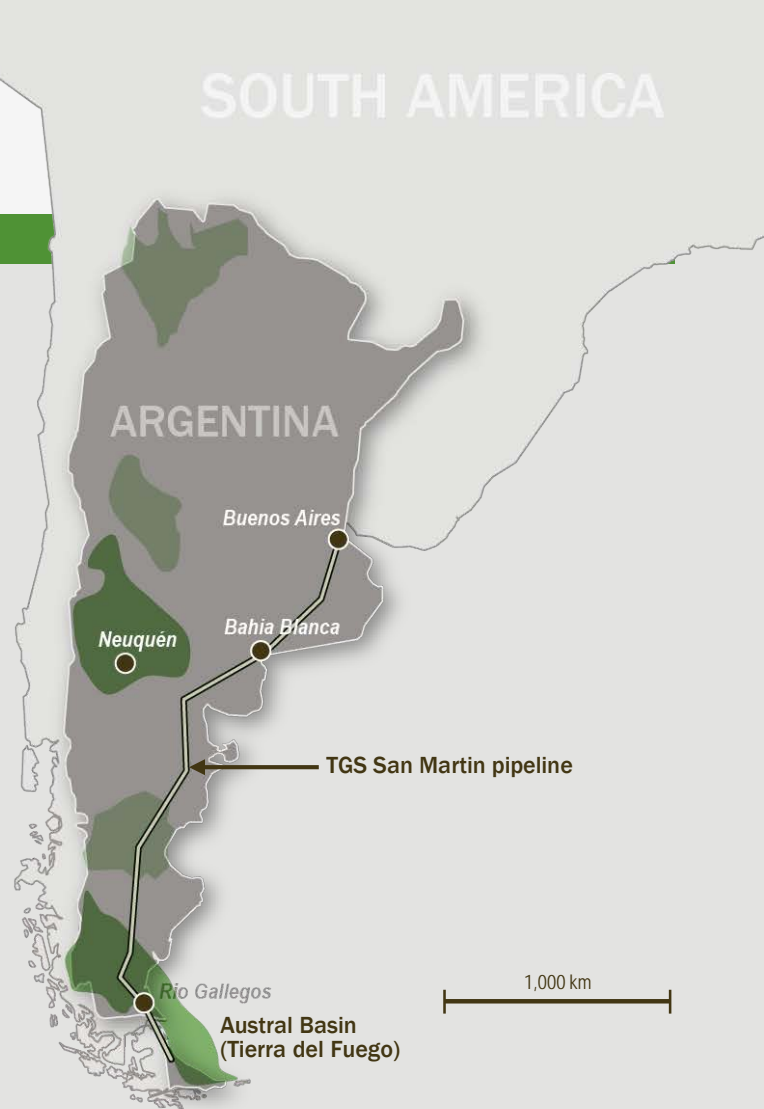 SOUTH AMERICA
ARGENTINA
Buenos Aires
Bahia Blanca
Neuquén
TGS San Martin pipeline
1,000 km
Rio Gallegos
Austral Basin
(Tierra del Fuego)